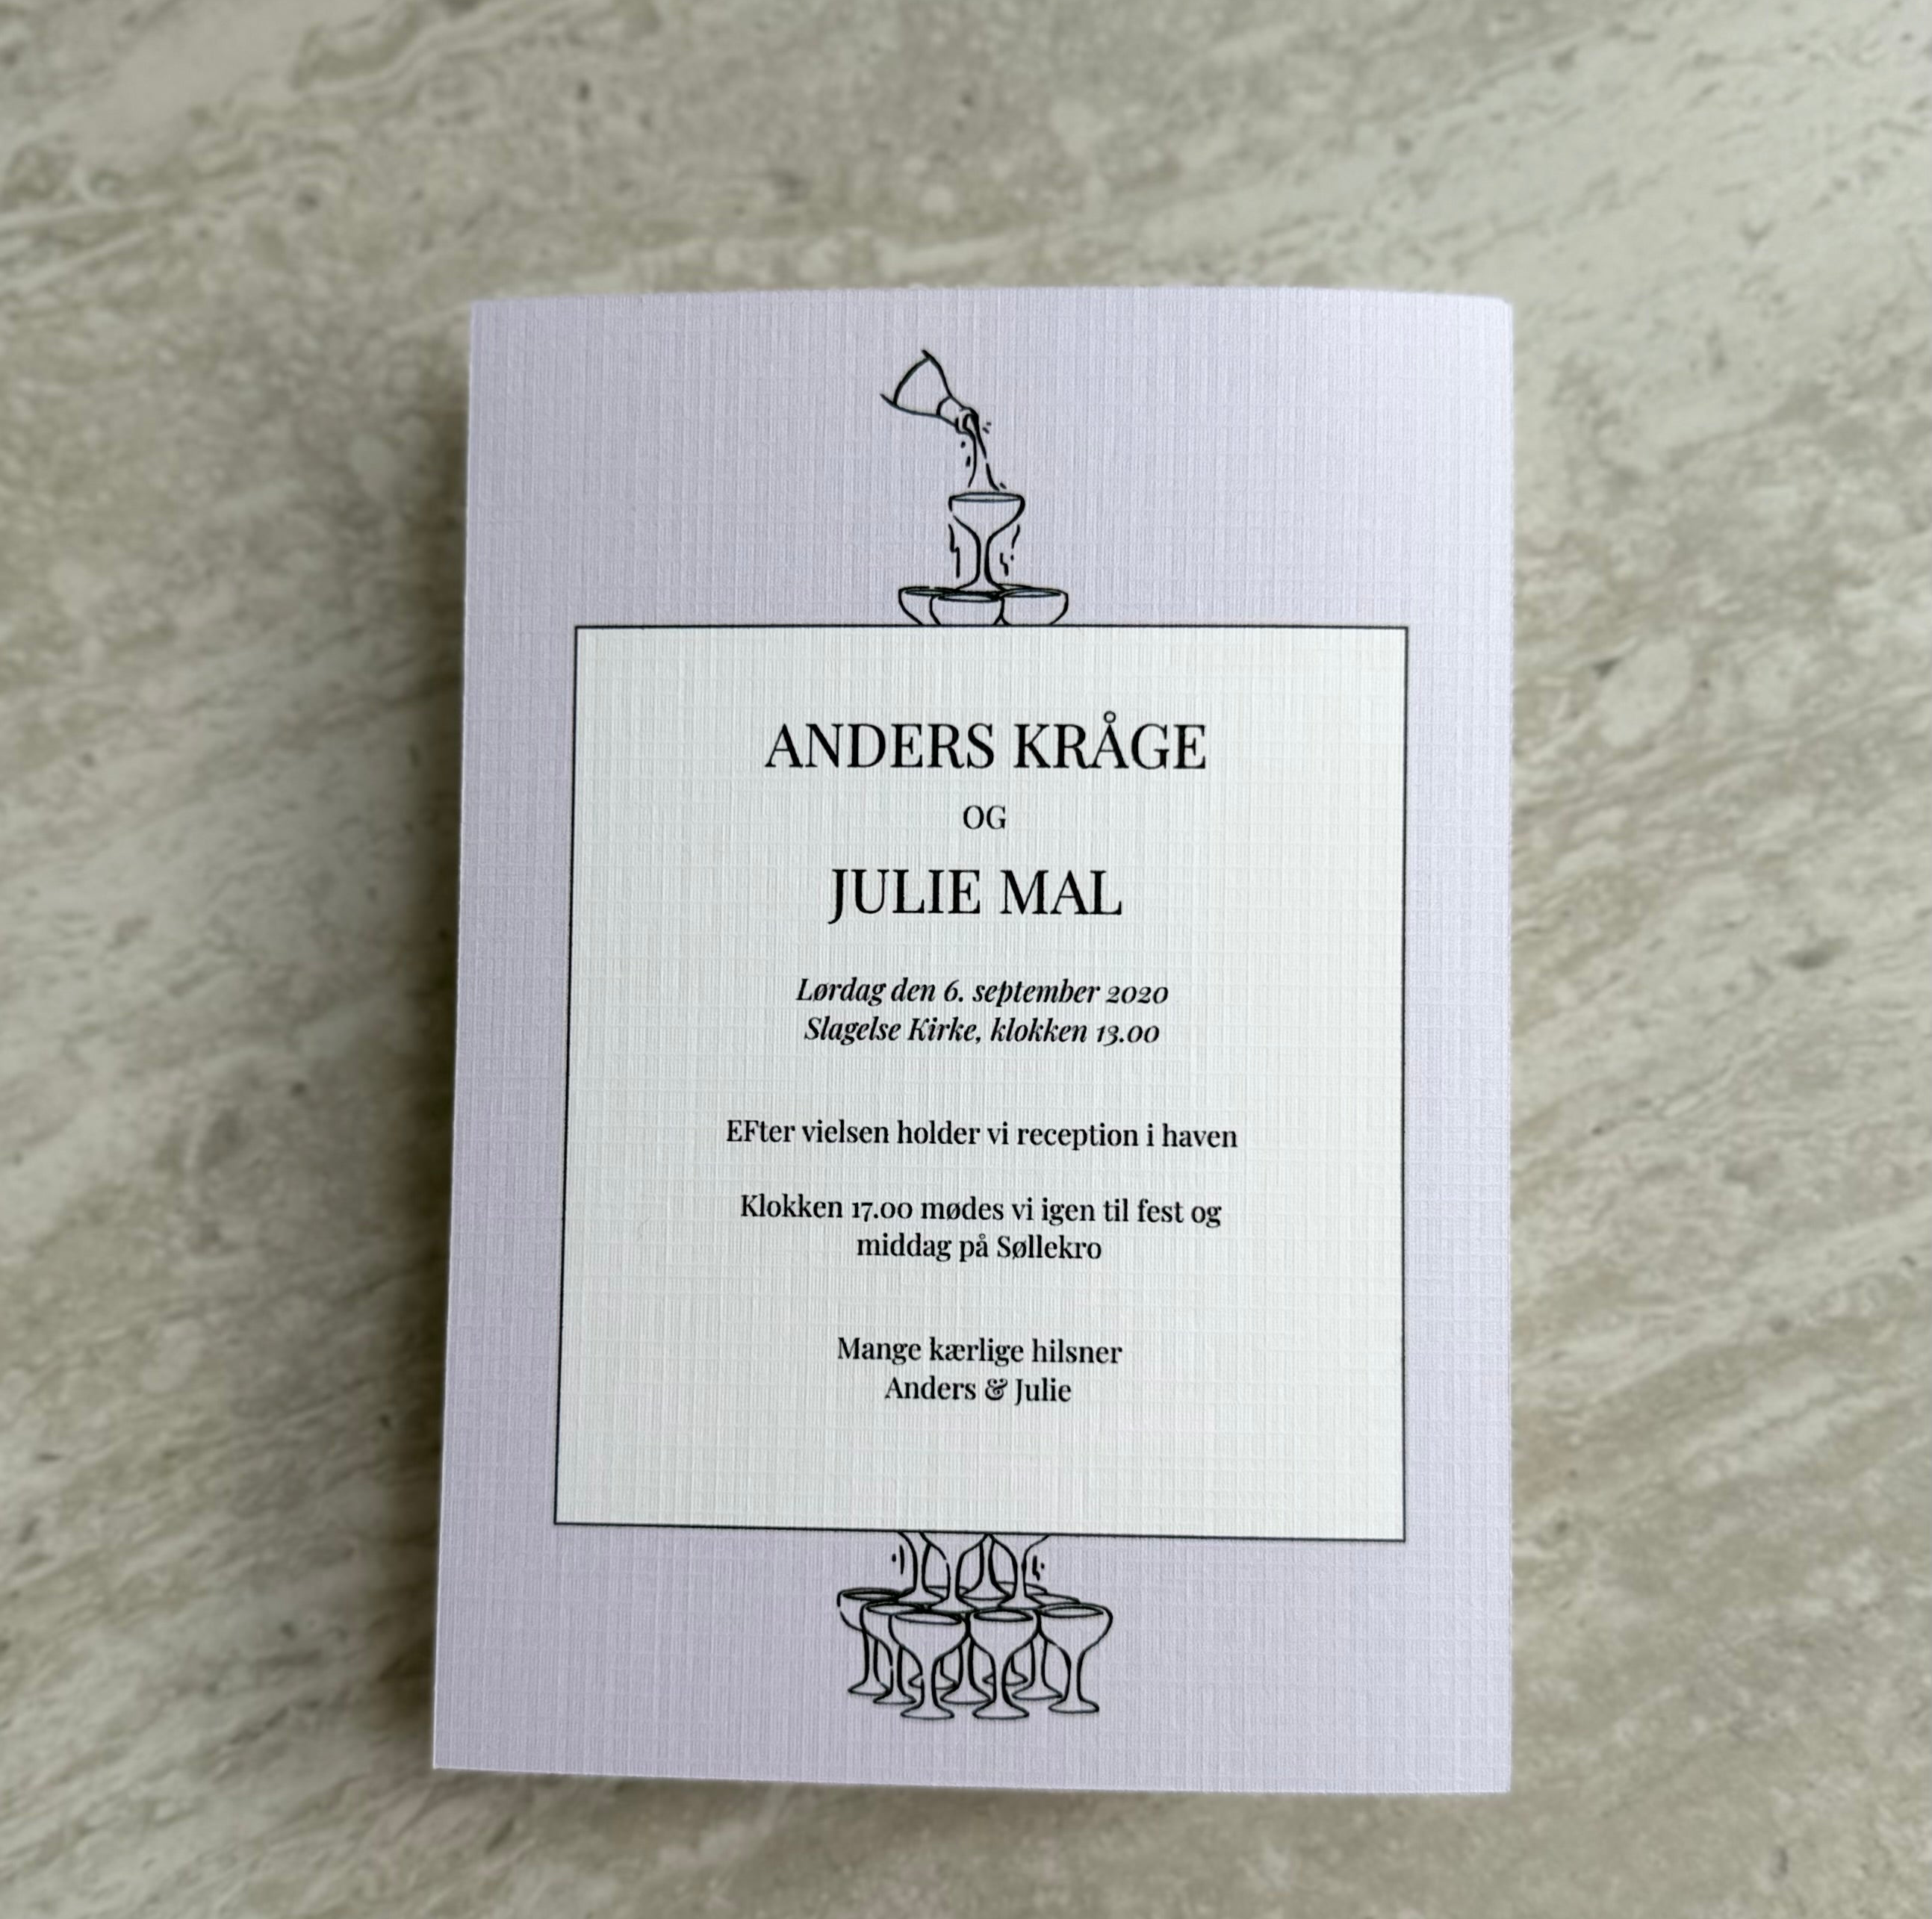 ANDERS KRÅGE
OG
JULIE MAL
Lørdag den 6. september 2020
Slagelse Kirke, klokken 13.00
EFter vielsen holder vi reception i haven
Klokken 17.00 mødes vi igen til fest og
middag på Søllekro
Mange kærlige hilsner
Anders & Julie